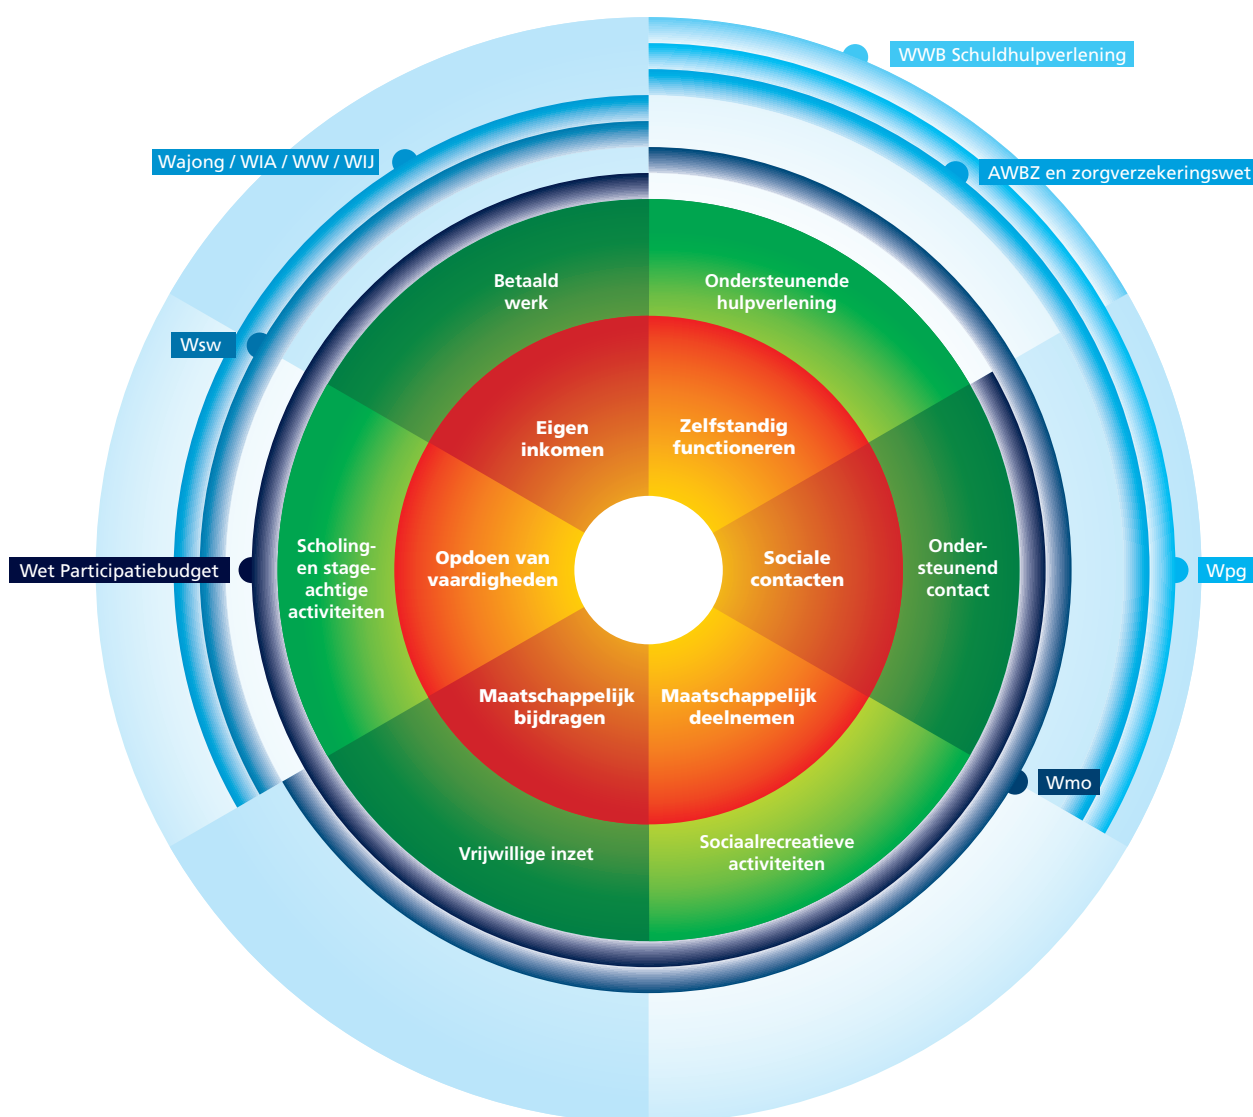 WWB Schuldhulpverlening
Wajong / WIA / WW / WIJ
AWBZ en zorgverzekeringswet
Betaald
werk
Ondersteunende
hulpverlening
Wsw
Eigen
inkomen
Zelfstandig
functioneren
Wet Participatiebudget
Scholing-
en stage-
achtige
activiteiten
Opdoen van
vaardigheden
Sociale
contacten
Onder-
steunend
contact
Wpg
Maatschappelijk
bijdragen
Maatschappelijk
deelnemen
Wmo
Vrijwillige inzet
Sociaalrecreatieve
activiteiten